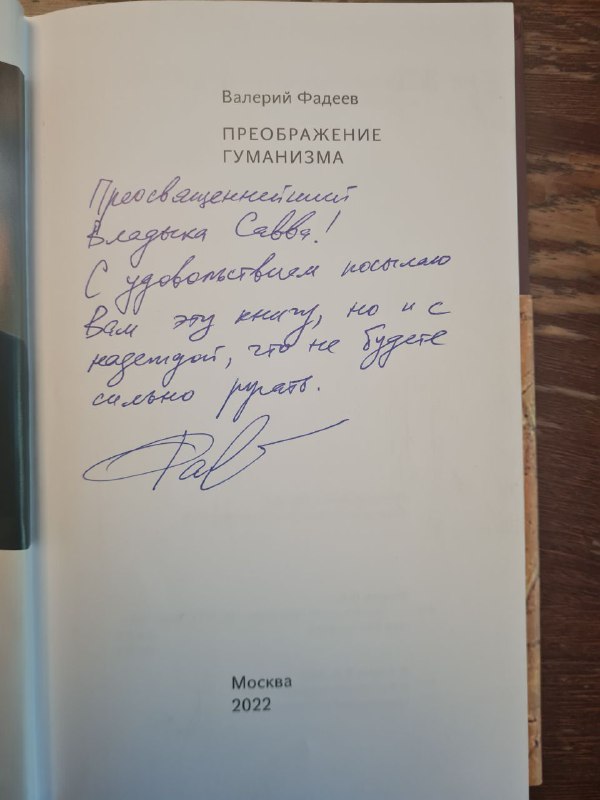 Валерий Фадеев
ПРЕОБРАЖЕНИЕ
ГУМАНИЗМА
Преосвященнейший
Владыка Савва!
С удовольствием посылаю
Вам эту книгу, но и с
надеждой, что не будете
сильно ругать.
Москва
2022